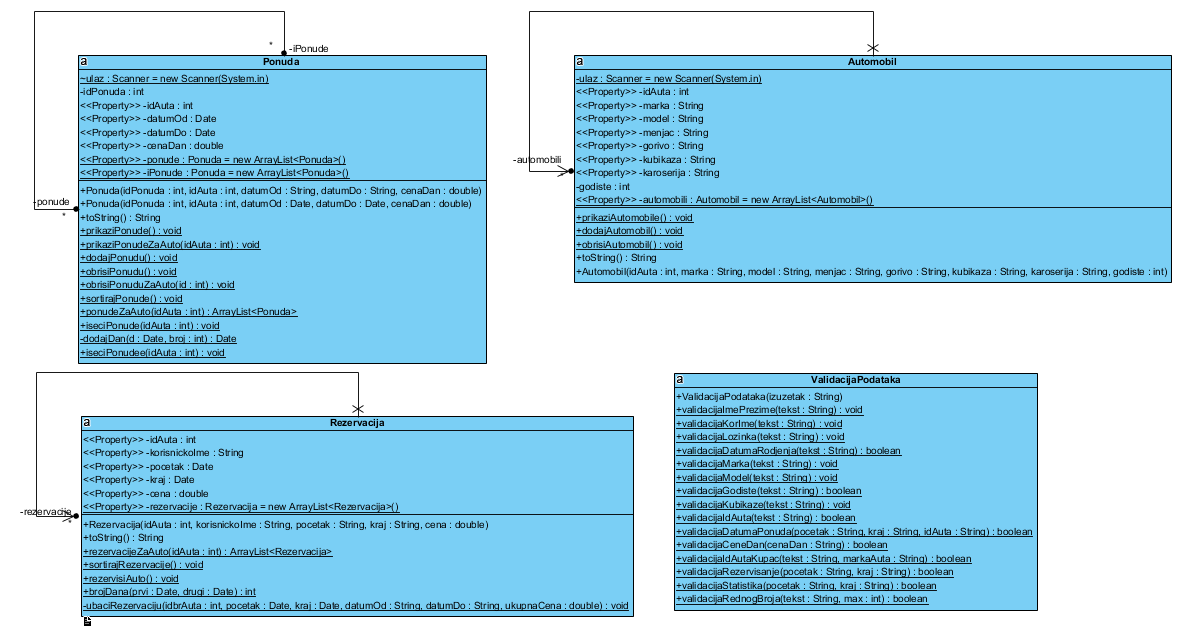 *
-iPonude
a
Ponuda
~ulaz : Scanner = new Scanner(System.in)
-idPonuda : int
<<Property>> -idAuta : int
<<Property>> -datumOd : Date
<<Property>> -datumDo : Date
<<Property>> -cenaDan : double
<<Property>> -ponude : Ponuda = new ArrayList<Ponuda>()
<<Property>> -iPonude : Ponuda = new ArrayList<Ponuda>()
+Ponuda(idPonuda : int, idAuta : int, datumOd : String, datumDo : String, cenaDan : double)
+Ponuda(idPonuda : int, idAuta : int, datumOd : Date, datumDo : Date, cenaDan : double)
+toString() : String
+prikaziPonude() : void
+prikaziPonudeZaAuto(idAuta : int) : void
+dodajPonudu() : void
+obrisiPonudu() : void
+obrisiPonuduZaAuto(id : int) : void
+sortirajPonude() : void
+ponudeZaAuto(idAuta : int) : ArrayList<Ponuda>
+iseciPonude(idAuta : int) : void
-dodajDan(d : Date, broj : int) : Date
+iseciPonudee(idAuta : int) : void
-ponude
*
a
Automobil
-ulaz : Scanner = new Scanner(System.in)
<<Property>> -idAuta : int
<<Property>> -marka : String
<<Property>> -model : String
<<Property>> -menjac : String
<<Property>> -gorivo : String
<<Property>> -kubikaza : String
<<Property>> -karoserija : String
-godiste : int
<<Property>> -automobili : Automobil = new ArrayList<Automobil>()
+prikaziAutomobile() : void
+dodajAutomobil() : void
+obrisiAutomobil() : void
+toString() : String
+Automobil(idAuta : int, marka : String, model : String, menjac : String, gorivo : String, kubikaza : String, karoserija : String, godiste : int)
-automobili
a
Rezervacija
<<Property>> -idAuta : int
<<Property>> -korisnickoIme : String
<<Property>> -pocetak : Date
<<Property>> -kraj : Date
<<Property>> -cena : double
<<Property>> -rezervacije : Rezervacija = new ArrayList<Rezervacija>()
+Rezervacija(idAuta : int, korisnickoIme : String, pocetak : String, kraj : String, cena : double)
+toString() : String
+rezervacijeZaAuto(idAuta : int) : ArrayList<Rezervacija>
+sortirajRezervacije() : void
+rezervisiAuto() : void
+brojDana(prvi : Date, drugi : Date) : int
-ubaciRezervaciju(idbrAuta : int, pocetak : Date, kraj : Date, datumOd : String, datumDo : String, ukupnaCena : double) : void
-rezervacije
*
a
ValidacijaPodataka
+ValidacijaPodataka(izuzetak : String)
+validacijaImePrezime(tekst : String) : void
+validacijaKorIme(tekst : String) : void
+validacijaLozinka(tekst : String) : void
+validacijaDatumaRodjenja(tekst : String) : boolean
+validacijaMarka(tekst : String) : void
+validacijaModel(tekst : String) : void
+validacijaGodiste(tekst : String) : boolean
+validacijaKubikaze(tekst : String) : void
+validacijaIdAuta(tekst : String) : boolean
+validacijaDatumaPonuda(pocetak : String, kraj : String, idAuta : String) : boolean
+validacijaCeneDan(cenaDan : String) : boolean
+validacijaIdAutaKupac(tekst : String, markaAuta : String) : boolean
+validacijaRezervisanje(pocetak : String, kraj : String) : boolean
+validacijaStatistika(pocetak : String, kraj : String) : boolean
+validacijaRednogBroja(tekst : String, max : int) : boolean